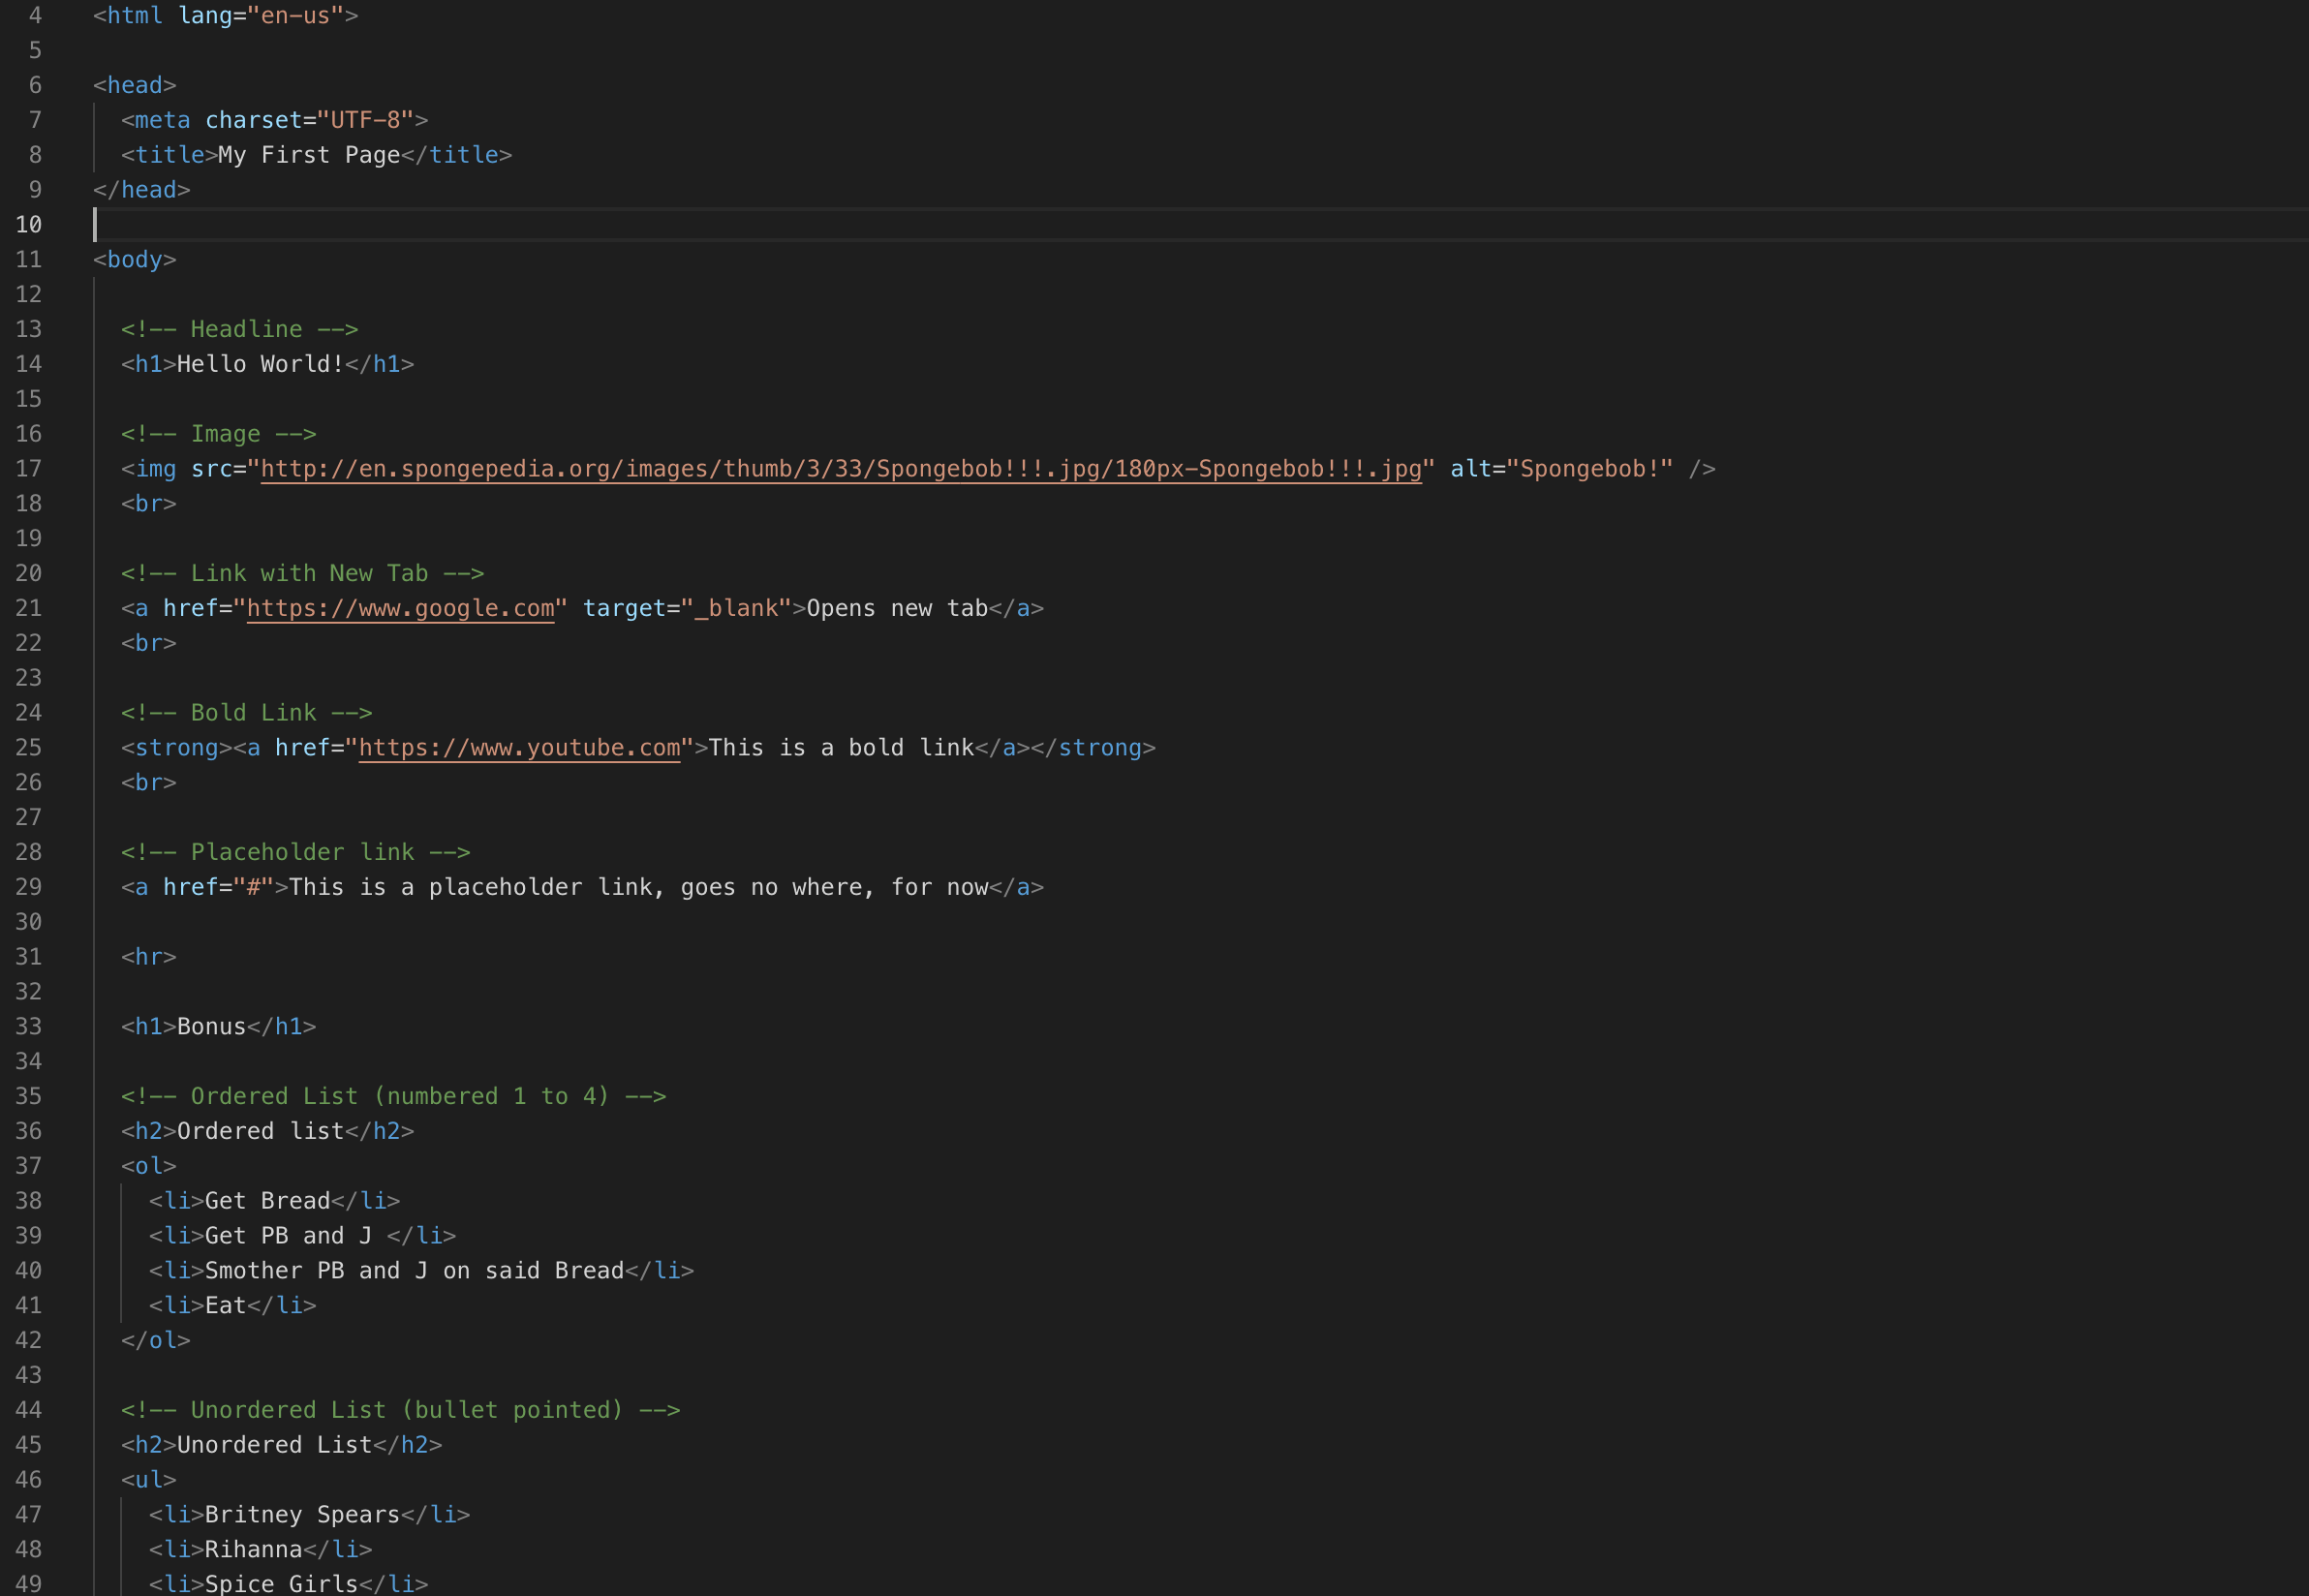 4 <html lang="en-us">
5
6 <head>
7   <meta charset="UTF-8">
8   <title>My First Page</title>
9 </head>
10
11 <body>
12
13   <!-- Headline -->
14   <h1>Hello World!</h1>
15
16   <!-- Image -->
17   <img src="http://en.spongepedia.org/images/thumb/3/33/Spongebob!!!.jpg/180px-Spongebob!!!.jpg" alt="Spongebob!" />
18   <br>
19
20   <!-- Link with New Tab -->
21   <a href="https://www.google.com" target="_blank">Opens new tab</a>
22   <br>
23
24   <!-- Bold Link -->
25   <strong><a href="https://www.youtube.com">This is a bold link</a></strong>
26   <br>
27
28   <!-- Placeholder link -->
29   <a href="#">This is a placeholder link, goes no where, for now</a>
30
31   <hr>
32
33   <h1>Bonus</h1>
34
35   <!-- Ordered List (numbered 1 to 4) -->
36   <h2>Ordered list</h2>
37   <ol>
38     <li>Get Bread</li>
39     <li>Get PB and J </li>
40     <li>Smother PB and J on said Bread</li>
41     <li>Eat</li>
42   </ol>
43
44   <!-- Unordered List (bullet pointed) -->
45   <h2>Unordered List</h2>
46   <ul>
47     <li>Britney Spears</li>
48     <li>Rihanna</li>
49     <li>Spice Girls</li>